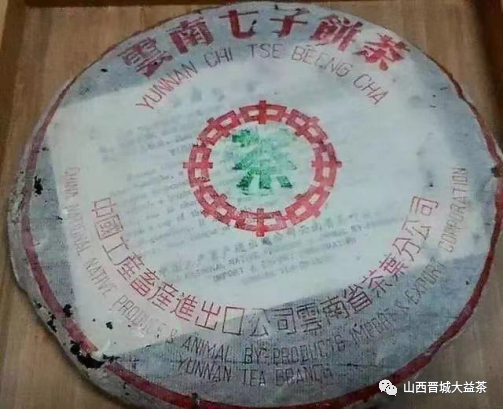 雲南七子餅茶
YUNNAN CHI TSE BEENG CHA
茶
中國土產畜產進出口公司雲南省茶葉分公司
CHINA NATIONAL NATIVE PRODUCE & ANIMAL BY-PRODUCTS IMPORT & EXPORT CORPORATION
YUNNAN TEA BRANCH
山西晋城大益茶